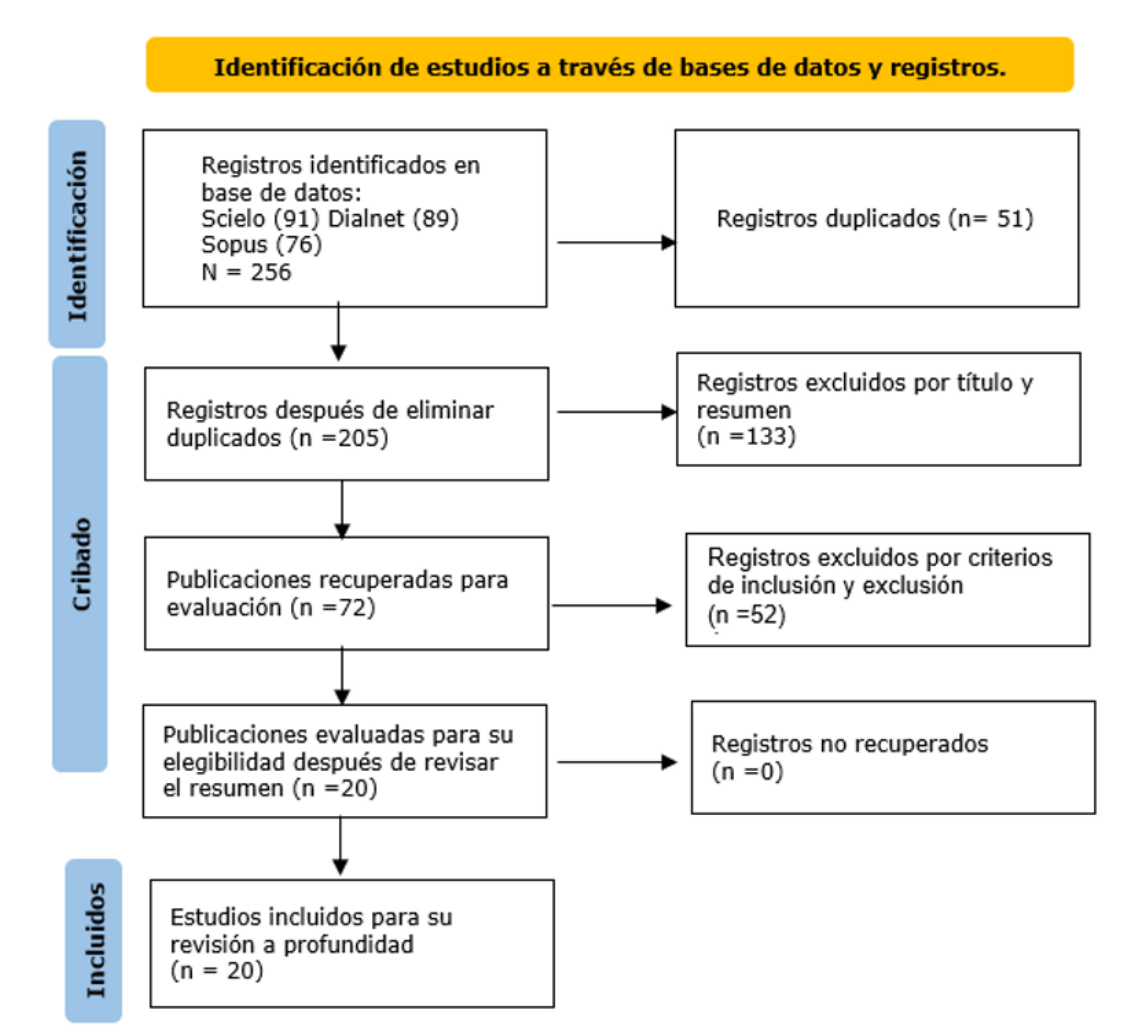 Identificación de estudios a través de bases de datos y registros.
Identificación
Registros identificados en
base de datos:
Scielo (91) Dialnet (89)
Sopus (76)
N = 256
Registros duplicados (n= 51)
Cribado
Registros después de eliminar
duplicados (n =205)
Registros excluidos por título y
resumen
(n =133)
Publicaciones recuperadas para
evaluación (n =72)
Registros excluidos por criterios
de inclusión y exclusión
(n =52)
Publicaciones evaluadas para su
elegibilidad después de revisar
el resumen (n =20)
Registros no recuperados
(n =0)
Incluidos
Estudios incluidos para su
revisión a profundidad
(n = 20)